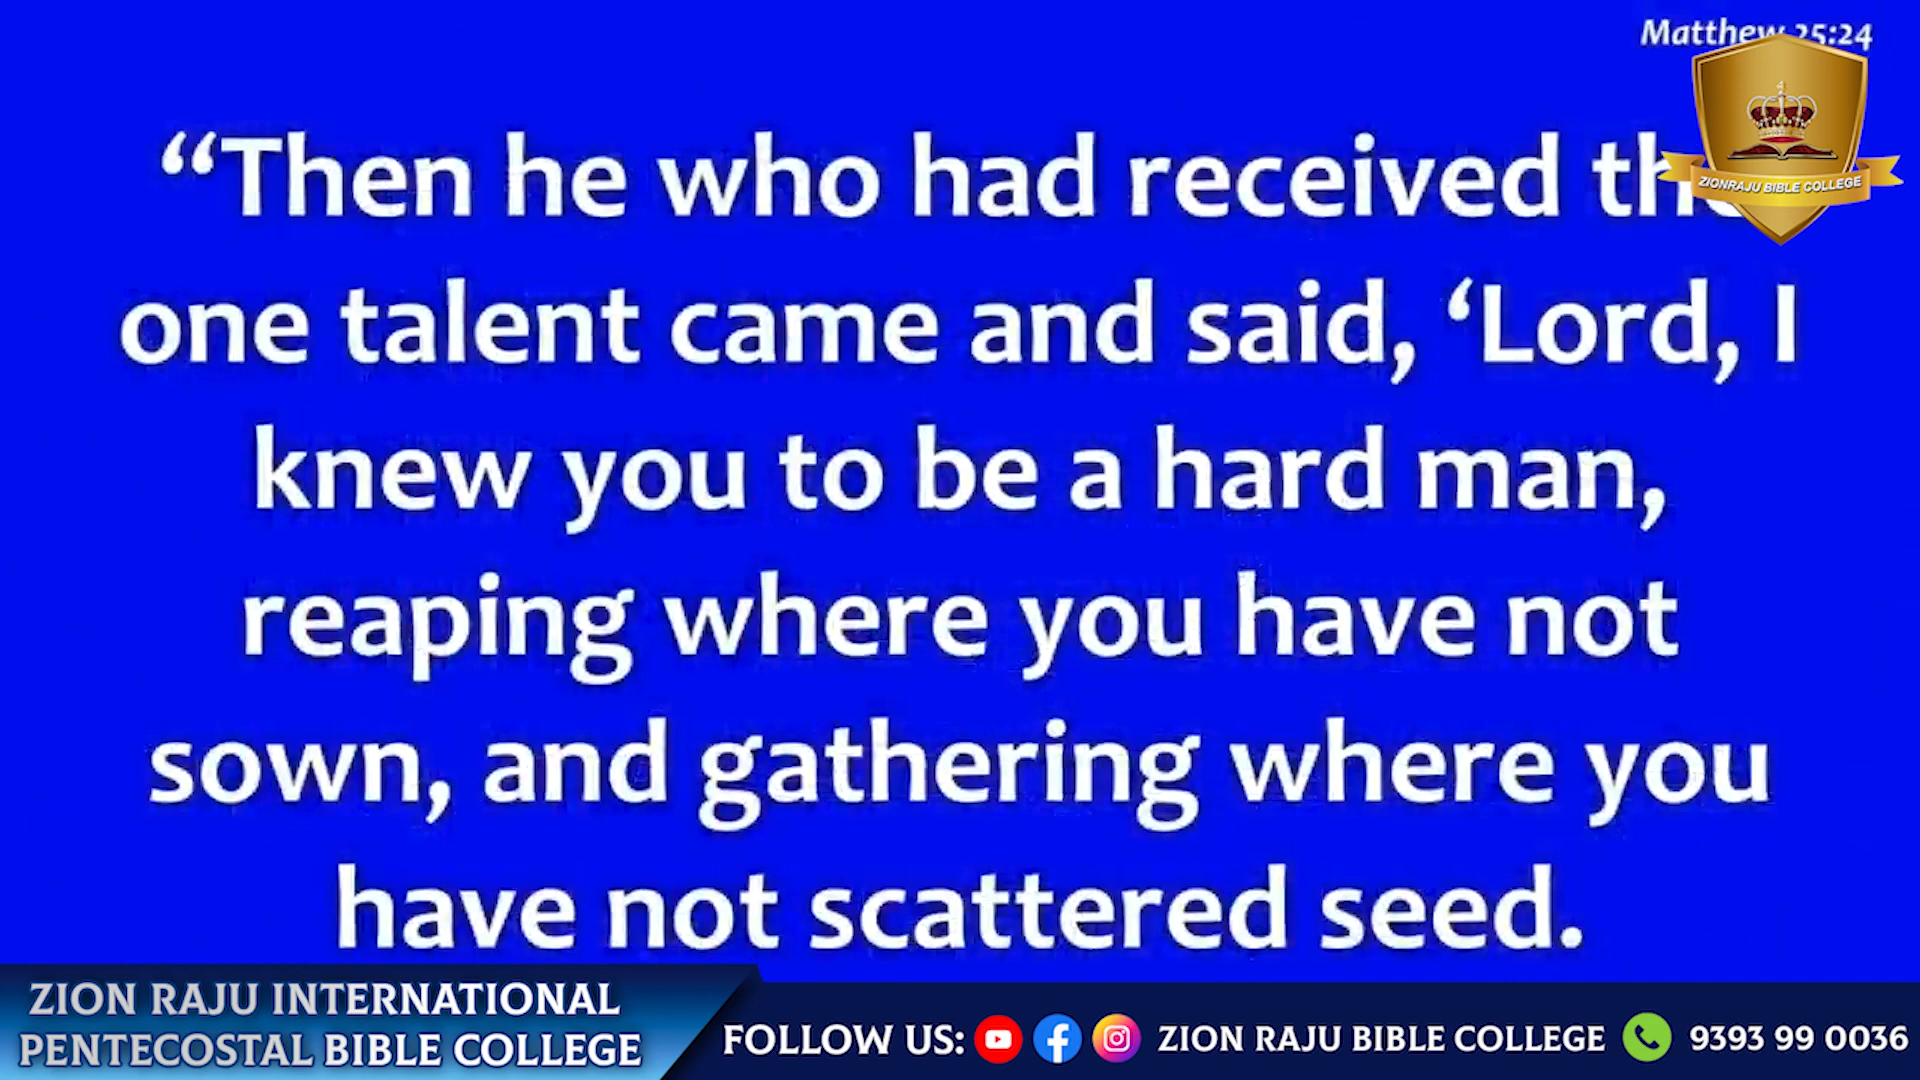 Matthew 25:24
“Then he who had received the
one talent came and said, ‘Lord, I
knew you to be a hard man,
reaping where you have not
sown, and gathering where you
have not scattered seed.
ZIONRAJU BIBLE COLLEGE
ZION RAJU INTERNATIONAL
PENTECOSTAL BIBLE COLLEGE
FOLLOW US: ZION RAJU BIBLE COLLEGE 9393 99 0036